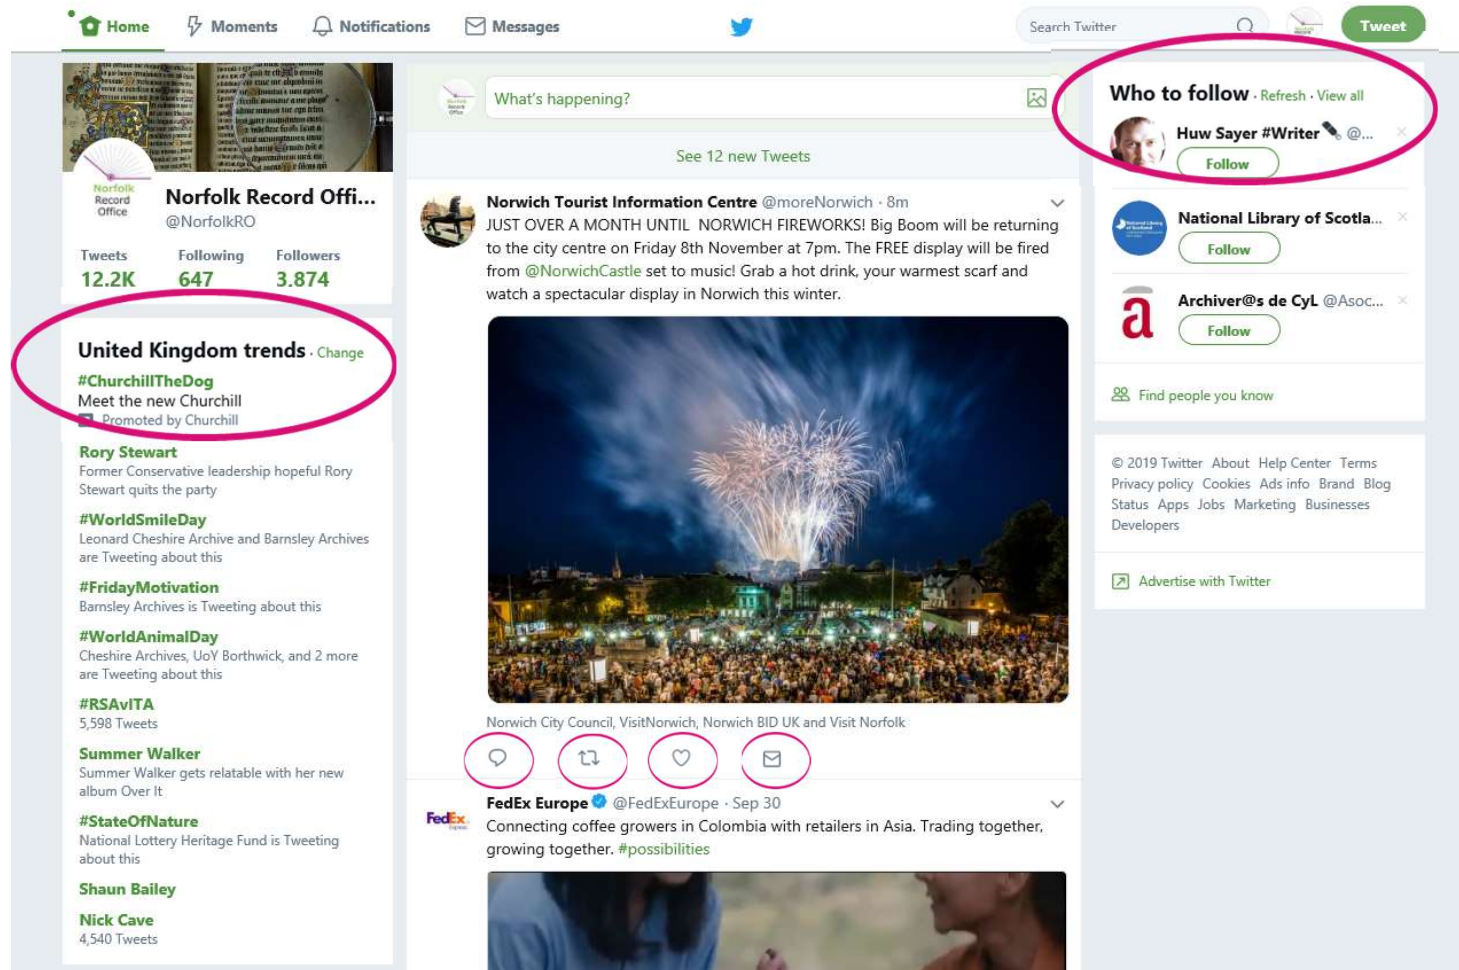 Home
Moments
Notifications
Messages
Search Twitter
Tweet
Norfolk
Record
Office
Norfolk Record Offi...
@NorfolkRO
Tweets Following Followers
12.2K 647 3,874
United Kingdom trends · Change
#ChurchillTheDog
Meet the new Churchill
Promoted by Churchill
Rory Stewart
Former Conservative leadership hopeful Rory
Stewart quits the party
#WorldSmileDay
Leonard Cheshire Archive and Barnsley Archives
are Tweeting about this
#FridayMotivation
Barnsley Archives is Tweeting about this
#WorldAnimalDay
Cheshire Archives, UoY Borthwick, and 2 more
are Tweeting about this
#RSAvITA
5,598 Tweets
Summer Walker
Summer Walker gets relatable with her new
album Over It
#StateOfNature
National Lottery Heritage Fund is Tweeting
about this
Shaun Bailey
Nick Cave
4,540 Tweets
What's happening?
See 12 new Tweets
Norwich Tourist Information Centre @moreNorwich · 8m
JUST OVER A MONTH UNTIL NORWICH FIREWORKS! Big Boom will be returning
to the city centre on Friday 8th November at 7pm. The FREE display will be fired
from @NorwichCastle set to music! Grab a hot drink, your warmest scarf and
watch a spectacular display in Norwich this winter.
Norwich City Council, VisitNorwich, Norwich BID UK and Visit Norfolk
FedEx Europe @FedExEurope · Sep 30
FedEx
Express
Connecting coffee growers in Colombia with retailers in Asia. Trading together,
growing together. #possibilities
Who to follow · Refresh · View all
Huw Sayer #Writer @...
Follow
National Library of Scotla...
Follow
Archiver@s de CyL @Asoc...
a
Follow
Find people you know
© 2019 Twitter About Help Center Terms
Privacy policy Cookies Ads info Brand Blog
Status Apps Jobs Marketing Businesses
Developers
Advertise with Twitter